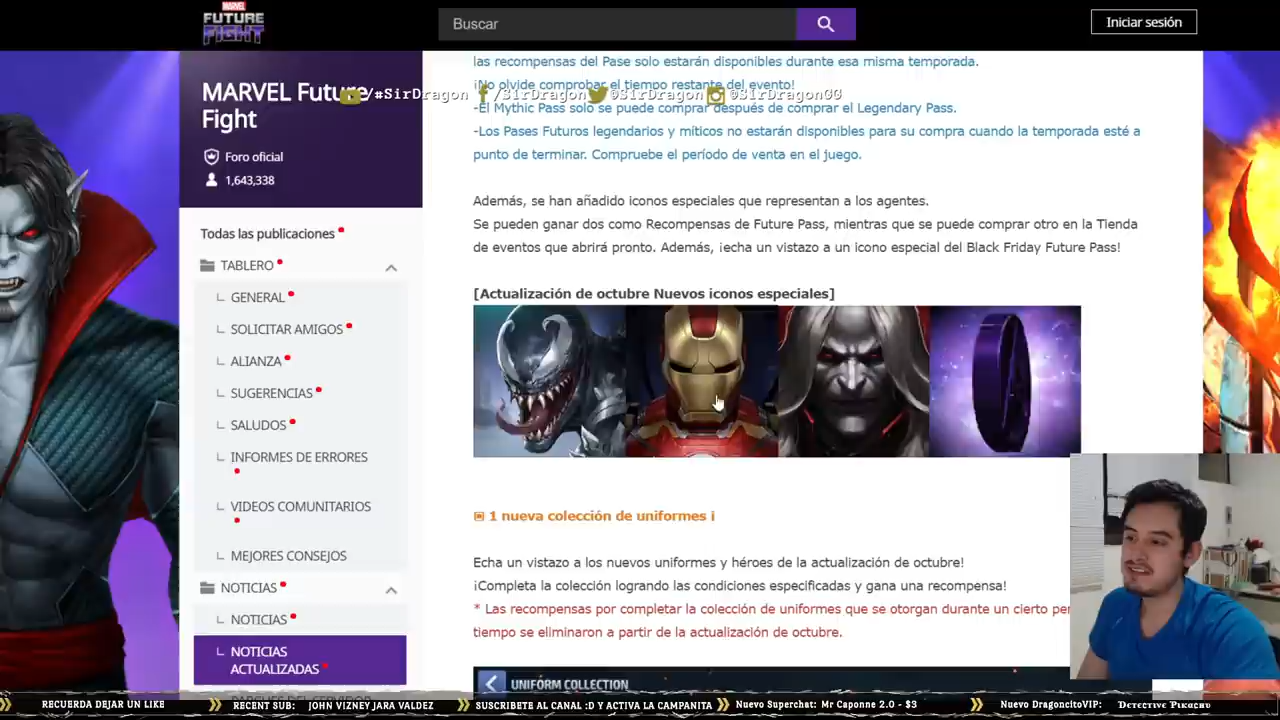 MARVEL
FUTURE
FIGHT
Buscar
Iniciar sesión
MARVEL Future
Fight
/#SirDragon /SirDragon @SirDragon @SirDragonGG
Foro oficial
1,643,338
Todas las publicaciones
TABLERO
GENERAL
SOLICITAR AMIGOS
ALIANZA
SUGERENCIAS
SALUDOS
INFORMES DE ERRORES
VIDEOS COMUNITARIOS
MEJORES CONSEJOS
NOTICIAS
NOTICIAS
NOTICIAS
ACTUALIZADAS
las recompensas del Pase solo estarán disponibles durante esa misma temporada.
¡No olvide comprobar el tiempo restante del evento!
-El Mythic Pass solo se puede comprar después de comprar el Legendary Pass.
-Los Pases Futuros legendarios y míticos no estarán disponibles para su compra cuando la temporada esté a
punto de terminar. Compruebe el período de venta en el juego.
Además, se han añadido iconos especiales que representan a los agentes.
Se pueden ganar dos como Recompensas de Future Pass, mientras que se puede comprar otro en la Tienda
de eventos que abrirá pronto. Además, ¡echa un vistazo a un icono especial del Black Friday Future Pass!
[Actualización de octubre Nuevos iconos especiales]
▣ 1 nueva colección de uniformes ¡
Echa un vistazo a los nuevos uniformes y héroes de la actualización de octubre!
¡Completa la colección logrando las condiciones especificadas y gana una recompensa!
* Las recompensas por completar la colección de uniformes que se otorgan durante un cierto per
tiempo se eliminaron a partir de la actualización de octubre.
UNIFORM COLLECTION
RECUERDA DEJAR UN LIKE
RECENT SUB: JOHN VIZNEY JARA VALDEZ
SUSCRIBETE AL CANAL :D Y ACTIVA LA CAMPANITA
Nuevo Superchat: Mr Caponne 2.0 - $3
Nuevo DragoncitoVIP: Detective Pikachu